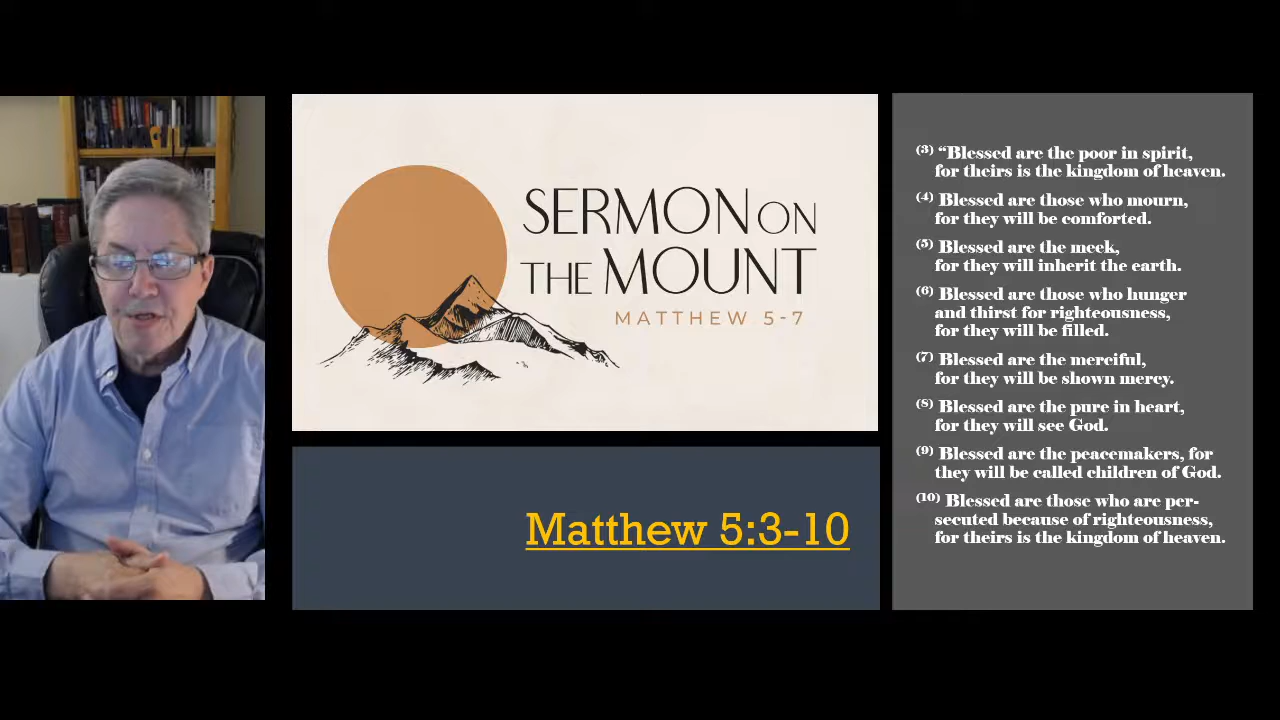 SERMON ON
THE MOUNT
MATTHEW 5-7
Matthew 5:3-10
(3) “Blessed are the poor in spirit,
for theirs is the kingdom of heaven.
(4) Blessed are those who mourn,
for they will be comforted.
(5) Blessed are the meek,
for they will inherit the earth.
(6) Blessed are those who hunger
and thirst for righteousness,
for they will be filled.
(7) Blessed are the merciful,
for they will be shown mercy.
(8) Blessed are the pure in heart,
for they will see God.
(9) Blessed are the peacemakers, for
they will be called children of God.
(10) Blessed are those who are per-
secuted because of righteousness,
for theirs is the kingdom of heaven.